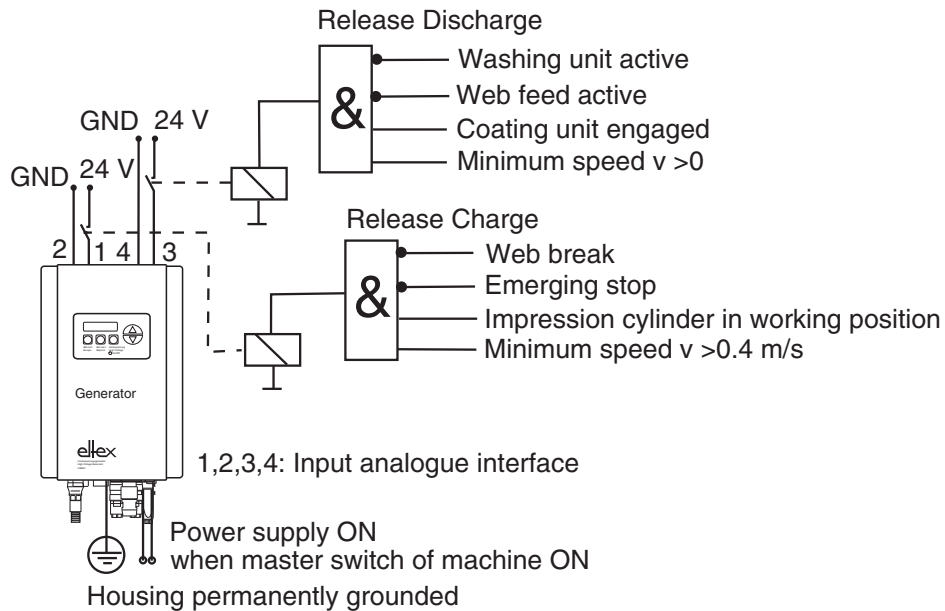 Release Discharge
&
Washing unit active
Web feed active
Coating unit engaged
Minimum speed v >0
GND 24 V
GND 24 V
Release Charge
&
Web break
Emerging stop
Impression cylinder in working position
Minimum speed v >0.4 m/s
2 1 4 3
Generator
eltex
1,2,3,4: Input analogue interface
Power supply ON
when master switch of machine ON
Housing permanently grounded